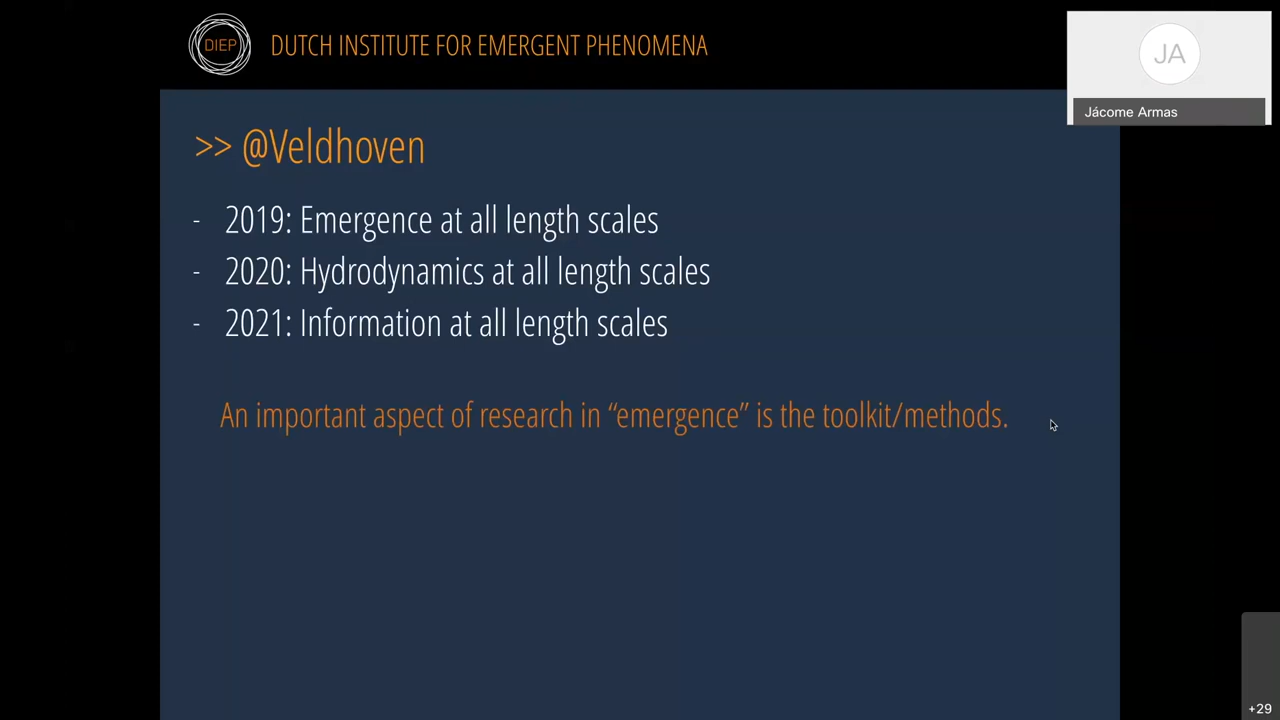 DIEP
DUTCH INSTITUTE FOR EMERGENT PHENOMENA
JA
Jácome Armas
>> @Veldhoven
- 2019: Emergence at all length scales
- 2020: Hydrodynamics at all length scales
- 2021: Information at all length scales
An important aspect of research in “emergence” is the toolkit/methods.
+29